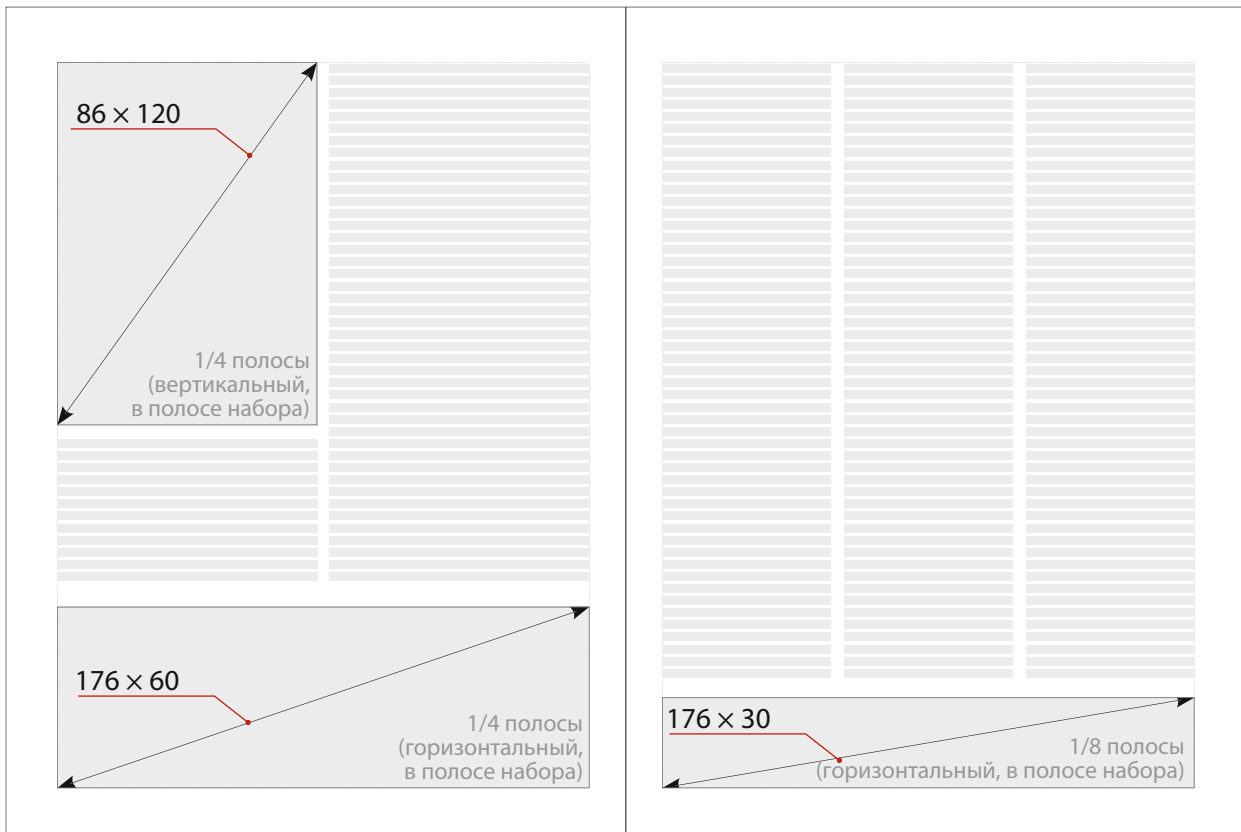 86 × 120
1/4 полосы
(вертикальный,
в полосе набора)
176 × 60
1/4 полосы
(горизонтальный,
в полосе набора)
176 × 30
1/8 полосы
(горизонтальный, в полосе набора)